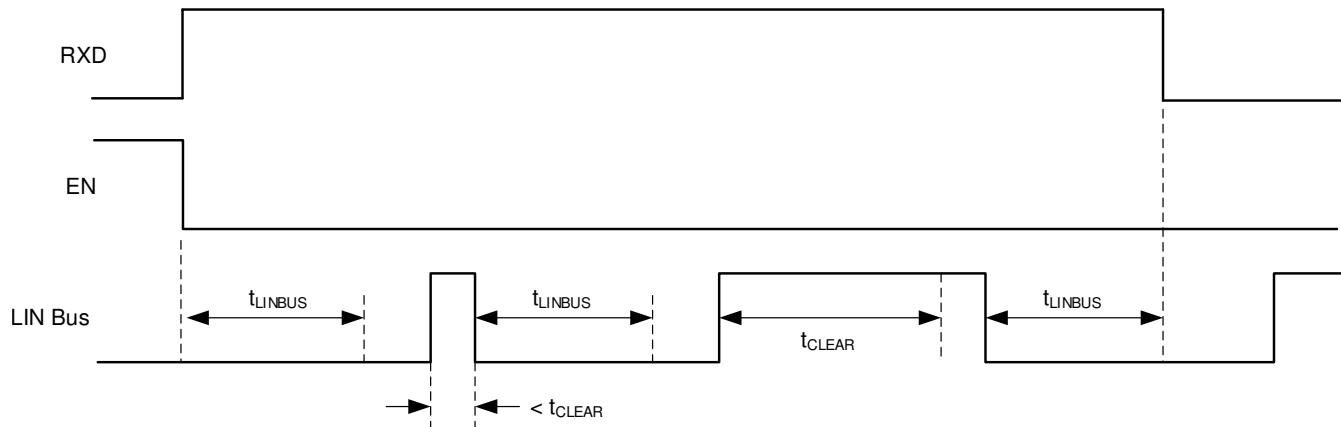 RXD
EN
LIN Bus
tLINBUS
tLINBUS
tCLEAR
tLINBUS
< tCLEAR